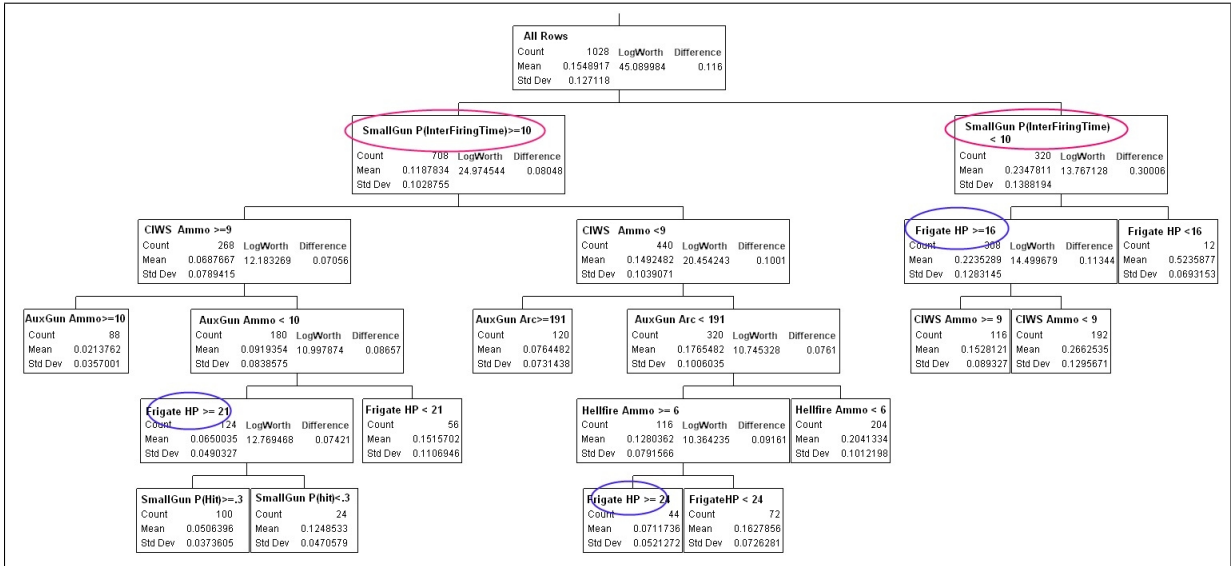 All Rows
Count 1028 LogWorth Difference
Mean 0.1548917 45.089984 0.116
Std Dev 0.127118
SmallGun P(InterFiringTime)>=10
Count 708 LogWorth Difference
Mean 0.1187834 24.974544 0.08048
Std Dev 0.1028755
SmallGun P(InterFiringTime)
< 10
Count 320 LogWorth Difference
Mean 0.2347811 13.767128 0.30006
Std Dev 0.1388194
CIWS Ammo >=9
Count 268 LogWorth Difference
Mean 0.0687667 12.183269 0.07056
Std Dev 0.0789415
CIWS Ammo <9
Count 440 LogWorth Difference
Mean 0.1492482 20.454243 0.1001
Std Dev 0.1039071
Frigate HP >=16
Count 308 LogWorth Difference
Mean 0.2235289 14.499679 0.11344
Std Dev 0.1283145
Frigate HP <16
Count 12
Mean 0.5235877
Std Dev 0.0693153
AuxGun Ammo>=10
Count 88
Mean 0.0213762
Std Dev 0.0357001
AuxGun Ammo < 10
Count 180 LogWorth Difference
Mean 0.0919354 10.997874 0.08657
Std Dev 0.0838575
AuxGun Arc>=191
Count 120
Mean 0.0764482
Std Dev 0.0731438
AuxGun Arc < 191
Count 320 LogWorth Difference
Mean 0.1765482 10.745328 0.0761
Std Dev 0.1006035
CIWS Ammo >= 9
Count 116
Mean 0.1528121
Std Dev 0.089327
CIWS Ammo < 9
Count 192
Mean 0.2662535
Std Dev 0.1295671
Frigate HP >= 21
Count 124 LogWorth Difference
Mean 0.0650035 12.769468 0.07421
Std Dev 0.0490327
Frigate HP < 21
Count 56
Mean 0.1515702
Std Dev 0.1106946
Hellfire Ammo >= 6
Count 116 LogWorth Difference
Mean 0.1280362 10.364235 0.09161
Std Dev 0.0791566
Hellfire Ammo < 6
Count 204
Mean 0.2041334
Std Dev 0.1012198
SmallGun P(Hit)>=.3
Count 100
Mean 0.0506396
Std Dev 0.0373605
SmallGun P(hit)<.3
Count 24
Mean 0.1248533
Std Dev 0.0470579
Frigate HP >= 24
Count 44
Mean 0.0711736
Std Dev 0.0521272
FrigateHP < 24
Count 72
Mean 0.1627856
Std Dev 0.0726281